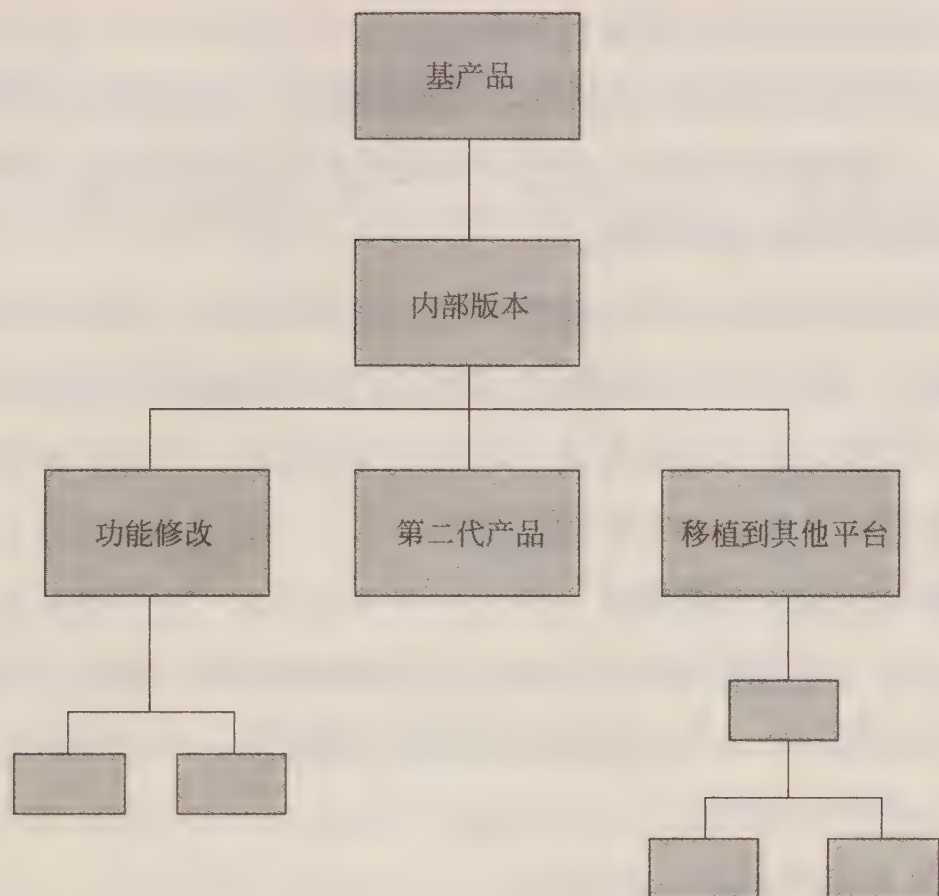 基产品
内部版本
功能修改
第二代产品
移植到其他平台